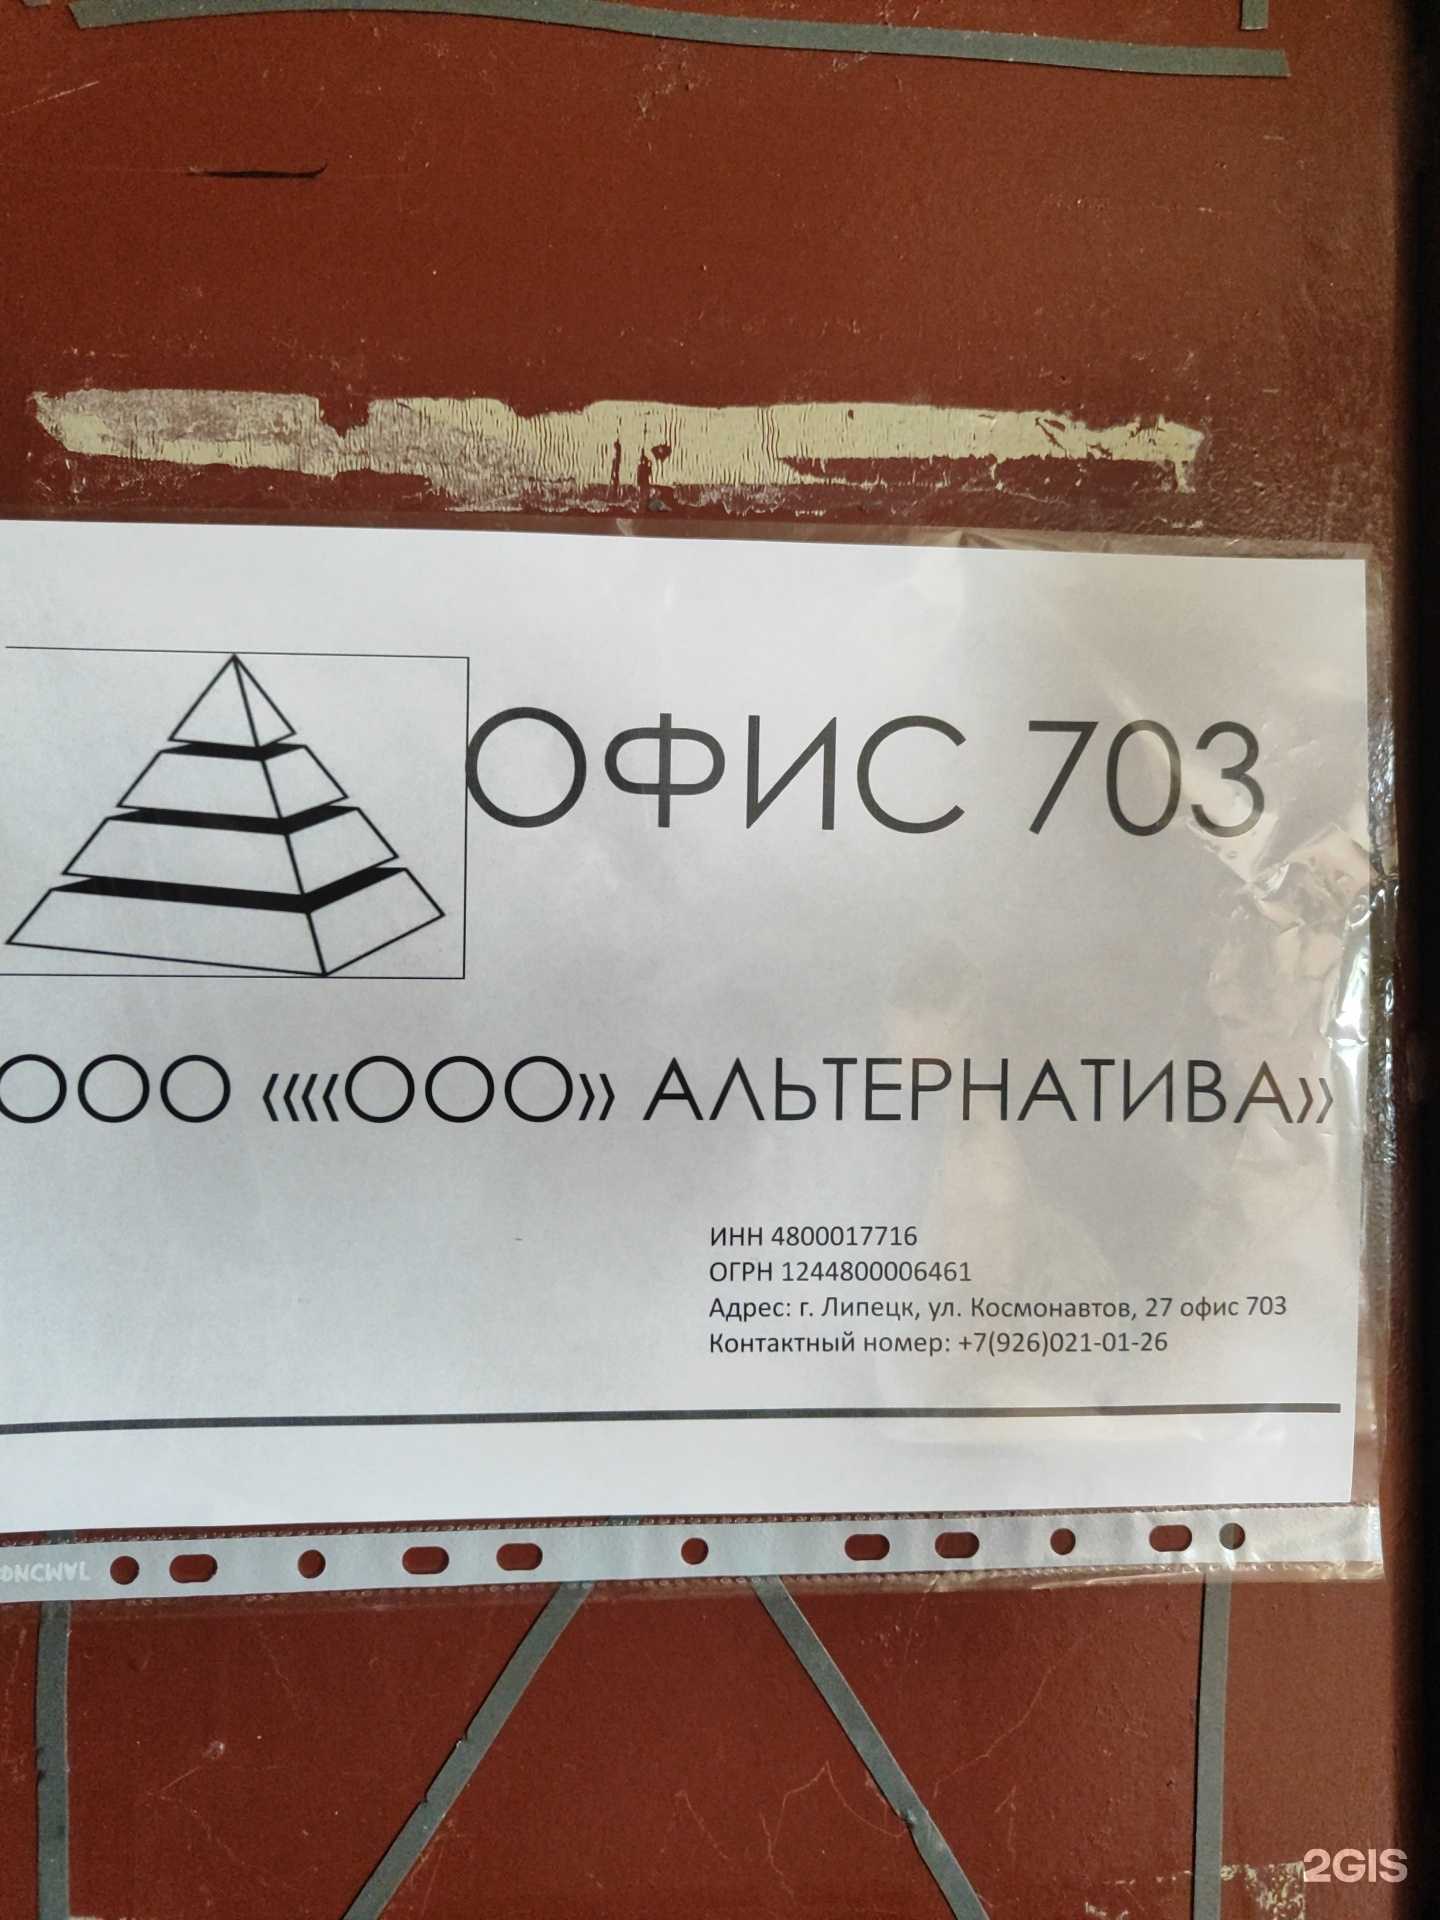 ОФИС 703
ООО ««ООО» АЛЬТЕРНАТИВА»
ИНН 4800017716
ОГРН 1244800006461
Адрес: г. Липецк, ул. Космонавтов, 27 офис 703
Контактный номер: +7(926)021-01-26
2GIS